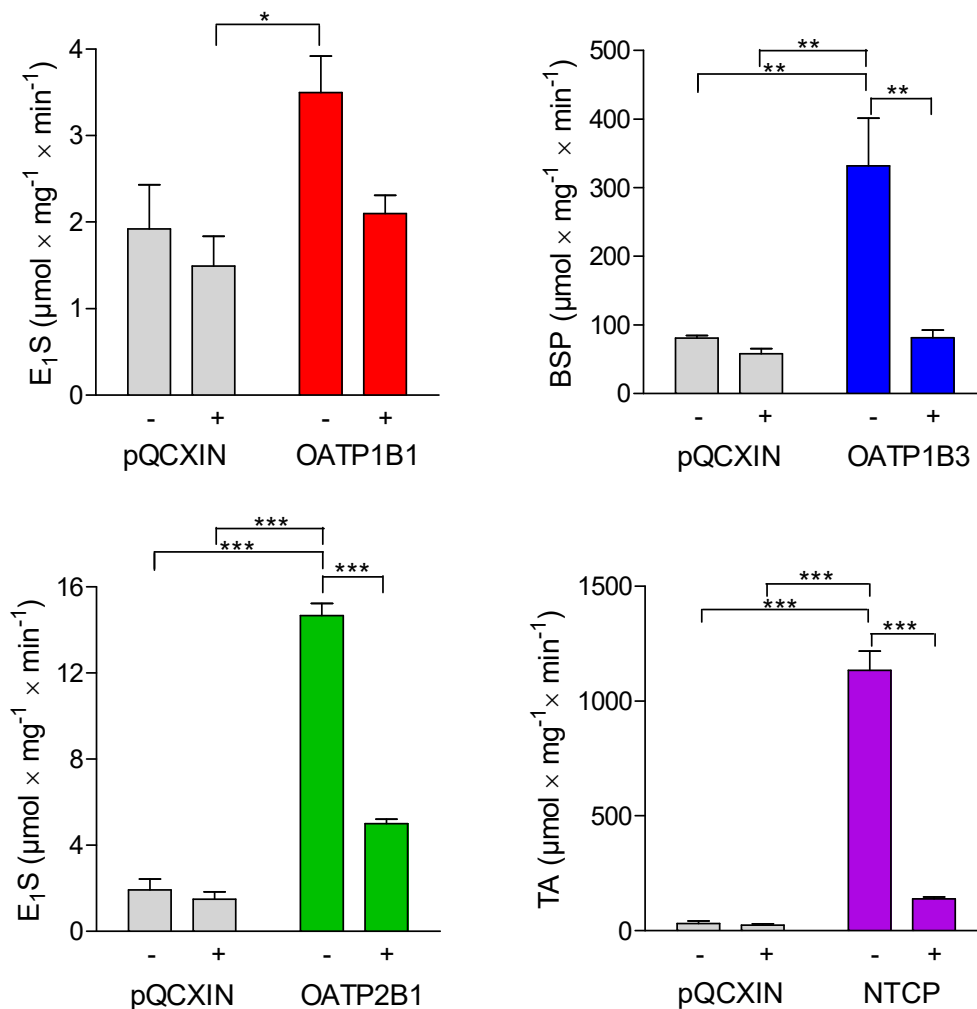 *
4
3
2
1
0
E₁S (µmol × mg⁻¹ × min⁻¹)
- + - +
pQCXIN OATP1B1
**
**
**
500
400
300
200
100
0
BSP (µmol × mg⁻¹ × min⁻¹)
- + - +
pQCXIN OATP1B3
***
***
***
16
12
8
4
0
E₁S (µmol × mg⁻¹ × min⁻¹)
- + - +
pQCXIN OATP2B1
***
***
***
1500
1000
500
0
TA (µmol × mg⁻¹ × min⁻¹)
- + - +
pQCXIN NTCP